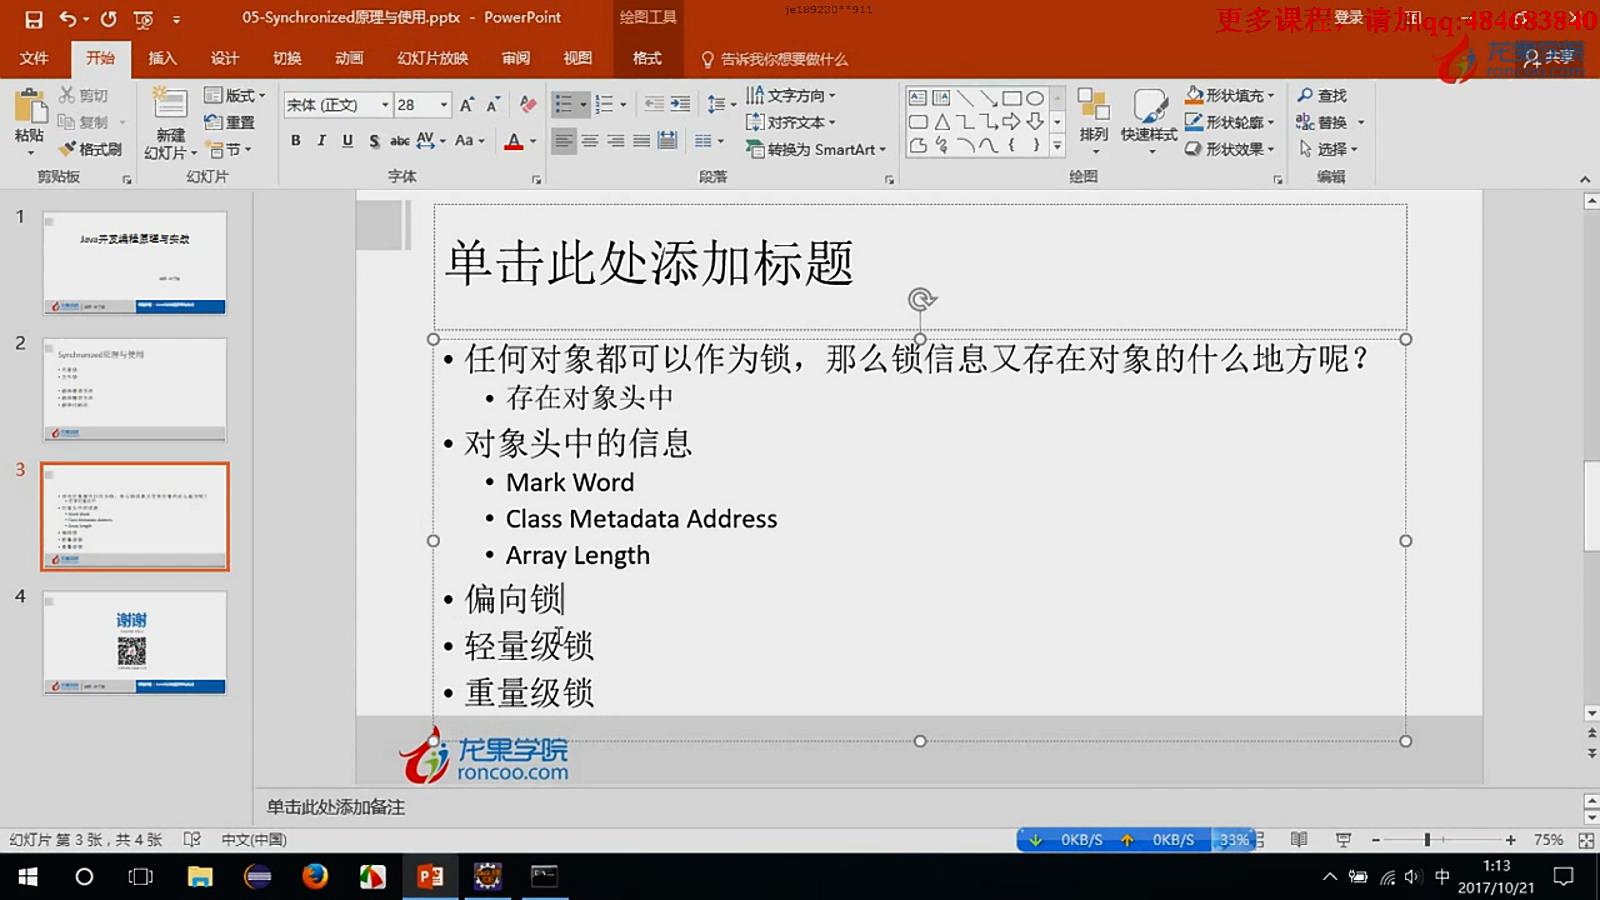 05-Synchronized原理与使用.pptx - PowerPoint
绘图工具
je189230**911
登录
更多课程，请加qq:484683840
文件
开始
插入
设计
切换
动画
幻灯片放映
审阅
视图
格式
告诉我你想要做什么
共享
龙果学院
roncoo.com
粘贴
剪切
复制
格式刷
剪贴板
新建
幻灯片
版式
重置
节
幻灯片
宋体 (正文)
28
B I U S abc AV Aa A
字体
文字方向
对齐文本
转换为 SmartArt
段落
排列
快速样式
形状填充
形状轮廓
形状效果
绘图
查找
替换
选择
编辑
1
Java并发编程原理与实战
2
Synchronized原理与使用
3
4
谢谢
单击此处添加标题
• 任何对象都可以作为锁，那么锁信息又存在对象的什么地方呢？
• 存在对象头中
• 对象头中的信息
• Mark Word
• Class Metadata Address
• Array Length
• 偏向锁
• 轻量级锁
• 重量级锁
龙果学院
roncoo.com
单击此处添加备注
幻灯片 第 3 张，共 4 张
中文(中国)
0KB/S
0KB/S
33%
75%
中
1:13
2017/10/21